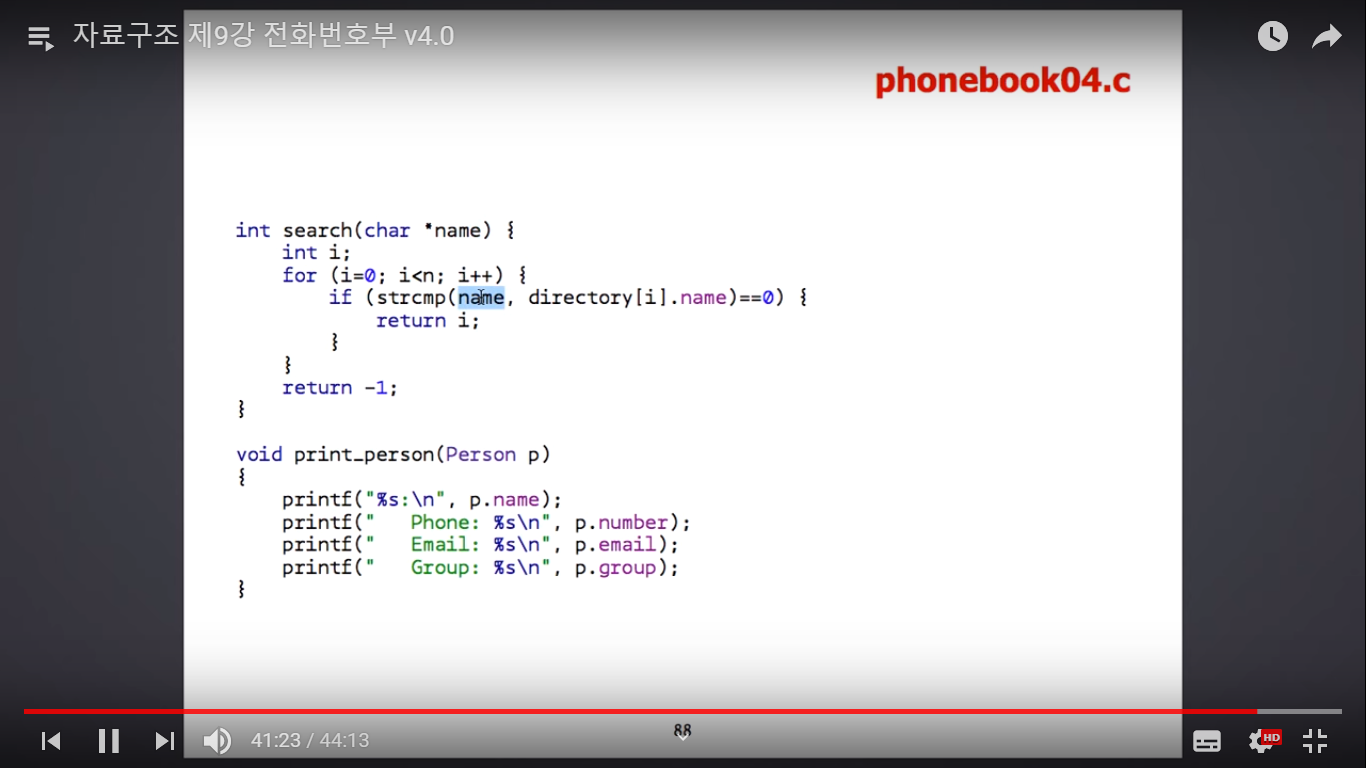 자료구조 제9강 전화번호부 v4.0
phonebook04.c
int search(char *name) {
    int i;
    for (i=0; i<n; i++) {
        if (strcmp(name, directory[i].name)==0) {
            return i;
        }
    }
    return -1;
}
void print_person(Person p)
{
    printf("%s:\n", p.name);
    printf("   Phone: %s\n", p.number);
    printf("   Email: %s\n", p.email);
    printf("   Group: %s\n", p.group);
}
88
41:23 / 44:13
HD